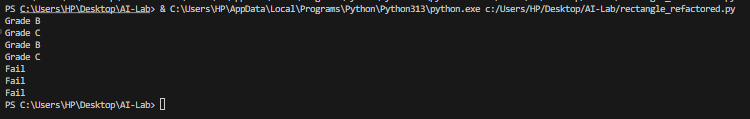 PS C:\Users\HP\Desktop\AI-Lab> & C:\Users\HP\AppData\Local\Programs\Python\Python313\python.exe c:/Users/HP/Desktop/AI-Lab/rectangle_refactored.py
Grade B
Grade C
Grade B
Grade C
Fail
Fail
Fail
PS C:\Users\HP\Desktop\AI-Lab>